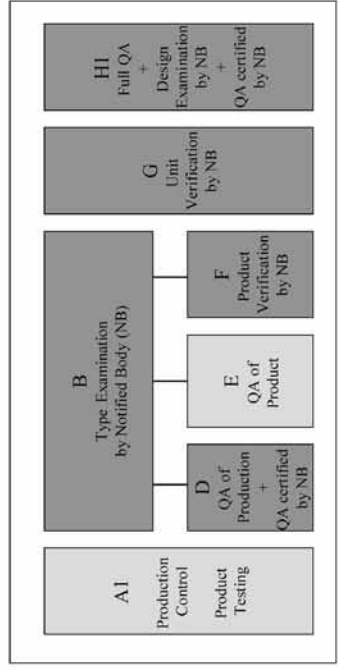 A1
Production
Control
Product
Testing
B
Type Examination
by Notified Body (NB)
D
QA of
Production
+
QA certified
by NB
E
QA of
Product
F
Product
Verification
by NB
G
Unit
Verification
by NB
H1
Full QA
+
Design
Examination
by NB
+
QA certified
by NB